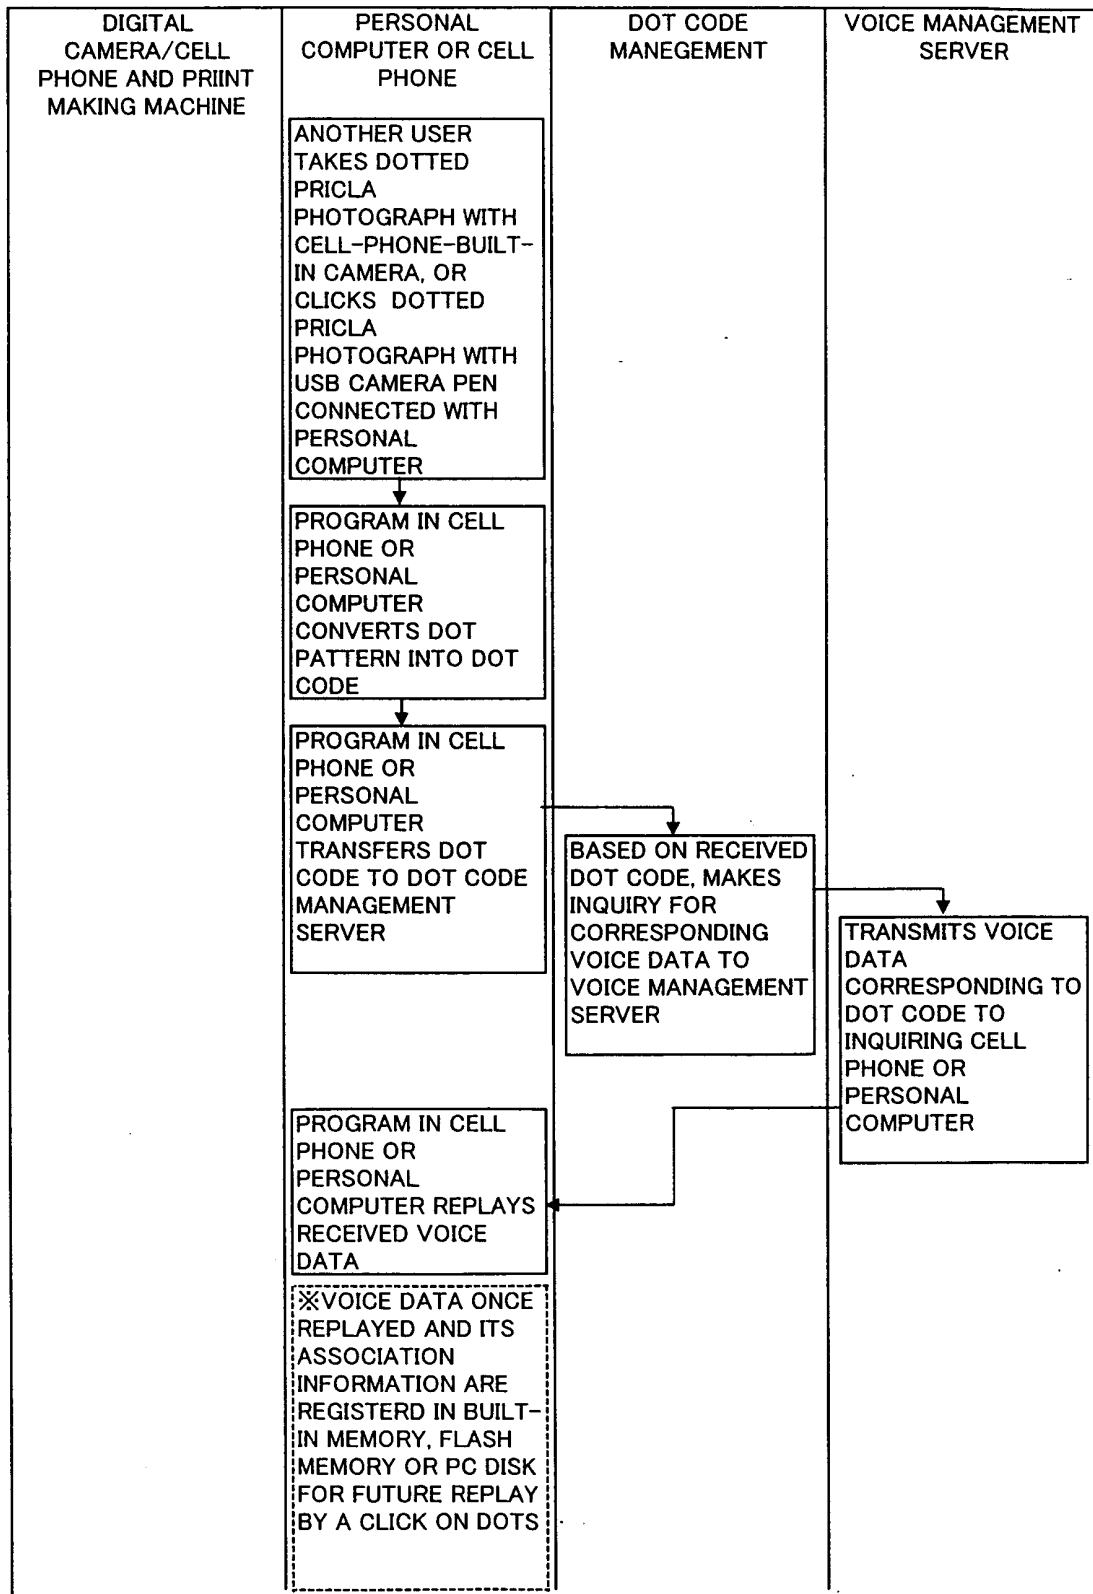 DIGITAL
CAMERA/CELL
PHONE AND PRIINT
MAKING MACHINE
PERSONAL
COMPUTER OR CELL
PHONE
DOT CODE
MANEGEMENT
VOICE MANAGEMENT
SERVER
ANOTHER USER
TAKES DOTTED
PRICLA
PHOTOGRAPH WITH
CELL-PHONE-BUILT-
IN CAMERA, OR
CLICKS DOTTED
PRICLA
PHOTOGRAPH WITH
USB CAMERA PEN
CONNECTED WITH
PERSONAL
COMPUTER
PROGRAM IN CELL
PHONE OR
PERSONAL
COMPUTER
CONVERTS DOT
PATTERN INTO DOT
CODE
PROGRAM IN CELL
PHONE OR
PERSONAL
COMPUTER
TRANSFERS DOT
CODE TO DOT CODE
MANAGEMENT
SERVER
BASED ON RECEIVED
DOT CODE, MAKES
INQUIRY FOR
CORRESPONDING
VOICE DATA TO
VOICE MANAGEMENT
SERVER
TRANSMITS VOICE
DATA
CORRESPONDING TO
DOT CODE TO
INQUIRING CELL
PHONE OR
PERSONAL
COMPUTER
PROGRAM IN CELL
PHONE OR
PERSONAL
COMPUTER REPLAYS
RECEIVED VOICE
DATA
※VOICE DATA ONCE
REPLAYED AND ITS
ASSOCIATION
INFORMATION ARE
REGISTERD IN BUILT-
IN MEMORY, FLASH
MEMORY OR PC DISK
FOR FUTURE REPLAY
BY A CLICK ON DOTS